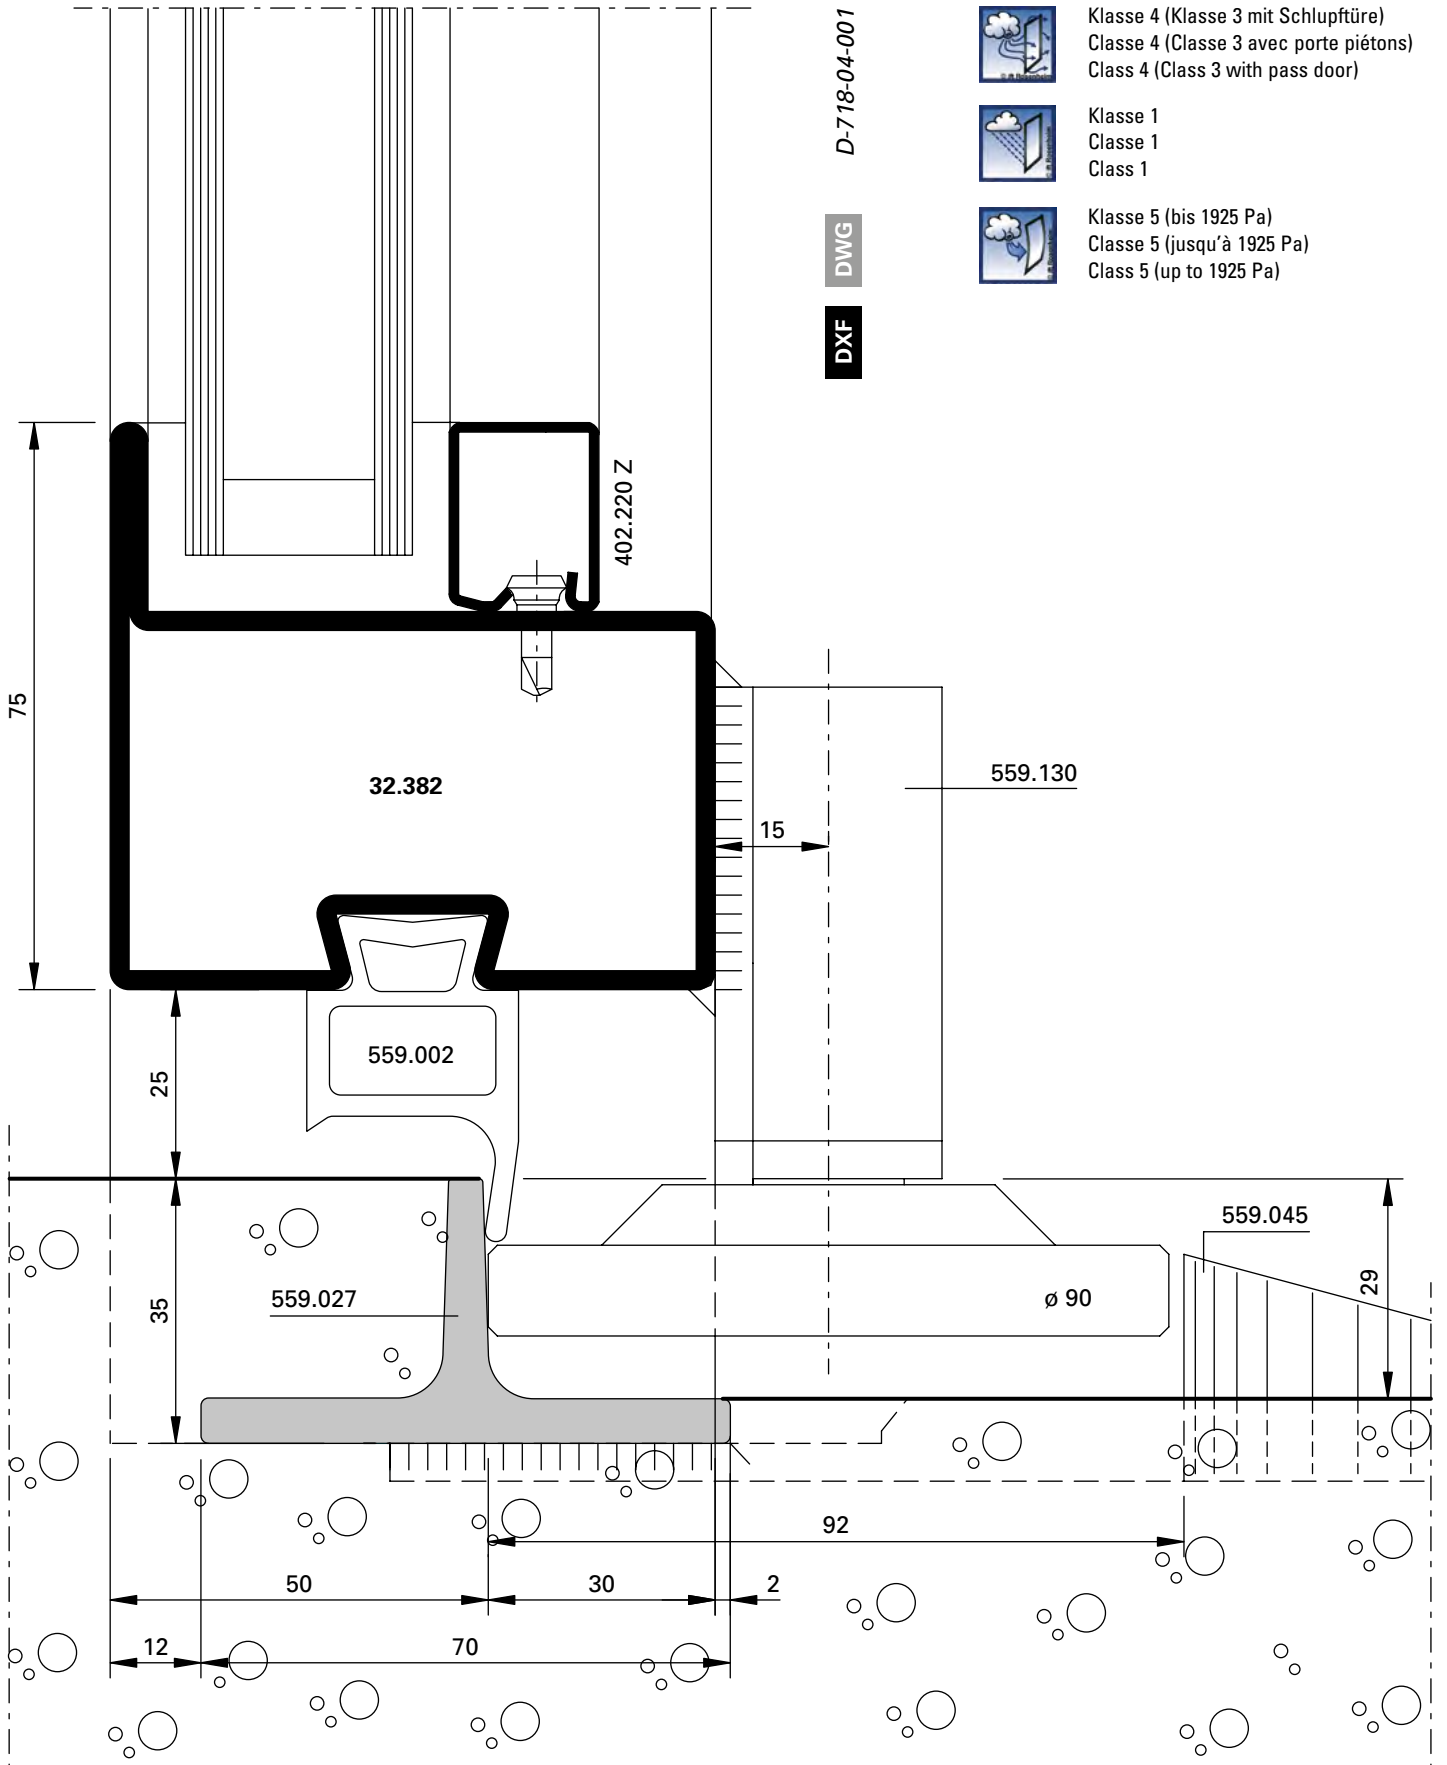 D-718-04-001
DWG
DXF
Klasse 4 (Klasse 3 mit Schlupftüre)
Classe 4 (Classe 3 avec porte piétons)
Class 4 (Class 3 with pass door)
Klasse 1
Classe 1
Class 1
Klasse 5 (bis 1925 Pa)
Classe 5 (jusqu'à 1925 Pa)
Class 5 (up to 1925 Pa)
402.220 Z
75
32.382
559.130
15
559.002
25
559.045
559.027
35
ø 90
29
92
50
30
2
12
70